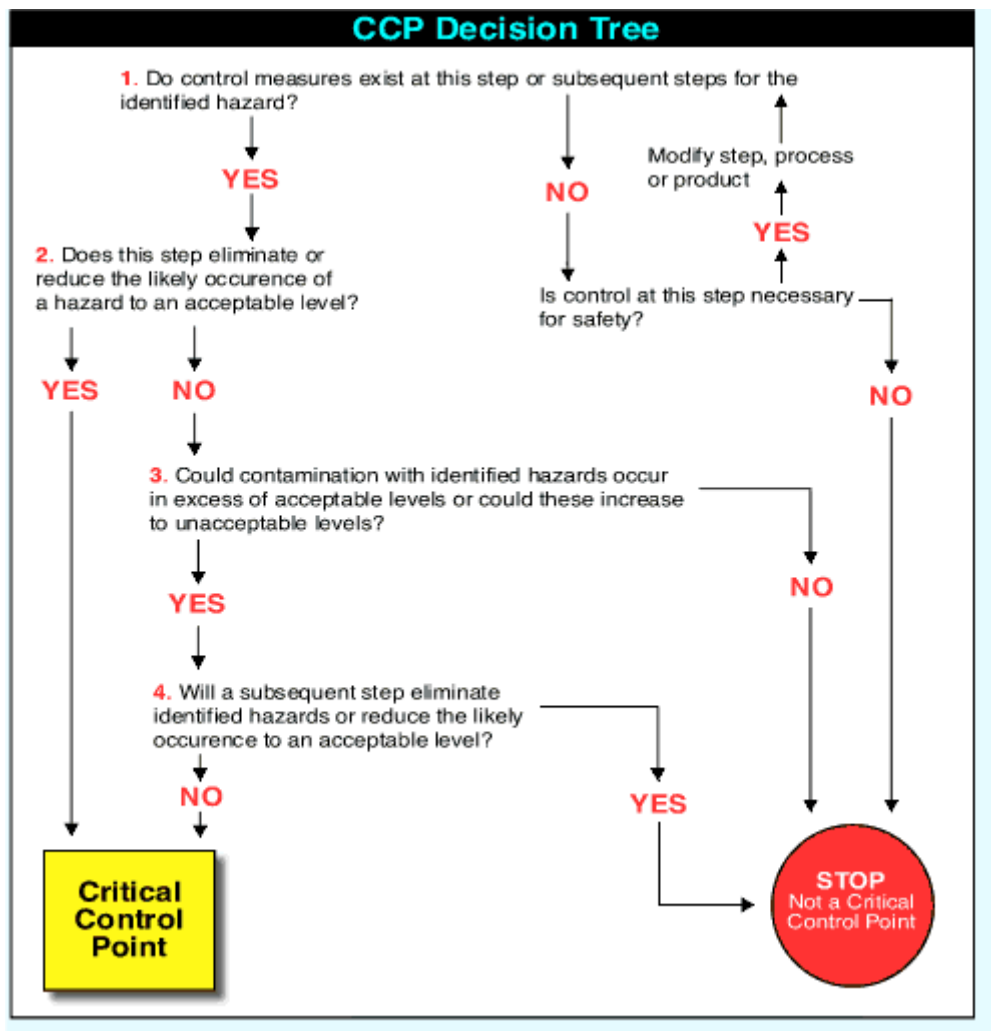 CCP Decision Tree
1. Do control measures exist at this step or subsequent steps for the
identified hazard?
YES
NO
Modify step, process
or product
YES
Is control at this step necessary
for safety?
NO
2. Does this step eliminate or
reduce the likely occurence of
a hazard to an acceptable level?
YES
NO
3. Could contamination with identified hazards occur
in excess of acceptable levels or could these increase
to unacceptable levels?
NO
YES
4. Will a subsequent step eliminate
identified hazards or reduce the likely
occurence to an acceptable level?
NO
YES
Critical
Control
Point
STOP
Not a Critical
Control Point